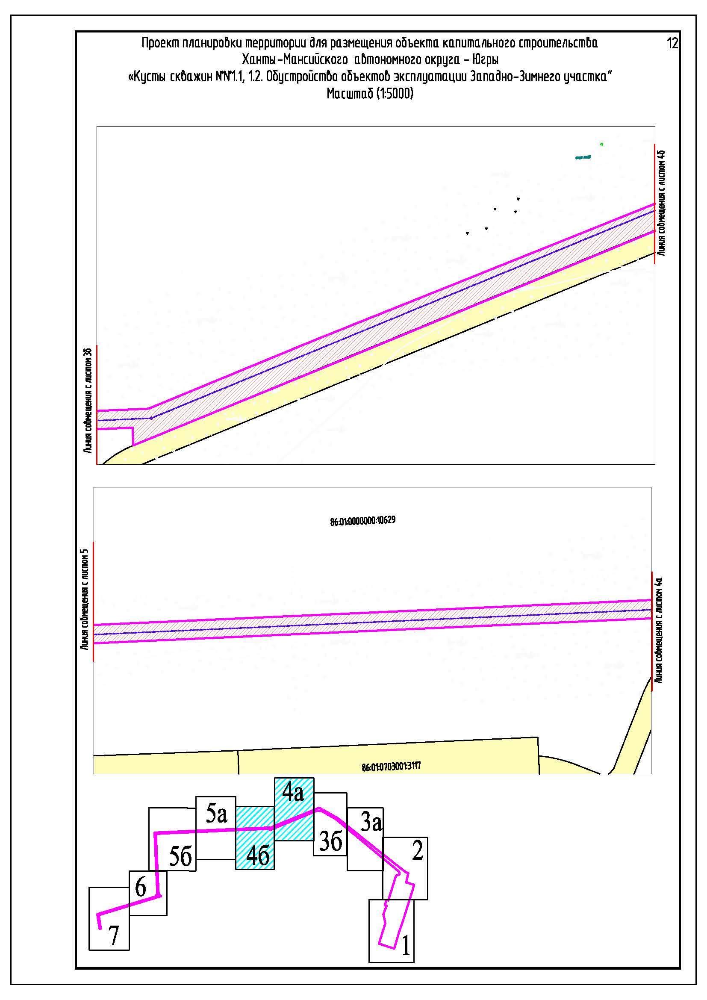 12
Проект планировки территории для размещения объекта капитального строительства
Ханты-Мансийского автономного округа - Югры
«Кусты скважин №№1.1, 1.2. Обустройство объектов эксплуатации Западно-Зимнего участка"
Масштаб (1:5000)
Линия совмещения с листом 4б
Линия совмещения с листом 3б
86:01:0000000:10629
Линия совмещения с листом 5
Линия совмещения с листом 4а
86:01:0703001:3117
4а
5а
3а
3б
2
5б
4б
6
7
1